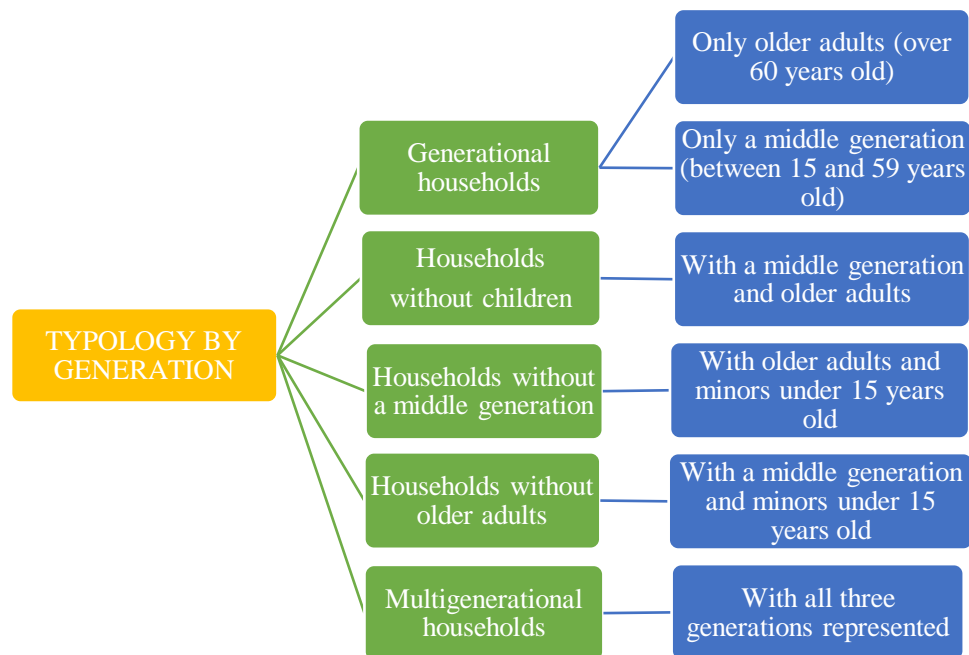 TYPOLOGY BY
GENERATION
Generational
households
Only older adults (over
60 years old)
Only a middle generation
(between 15 and 59 years
old)
Households
without children
With a middle generation
and older adults
Households without
a middle generation
With older adults and
minors under 15 years
old
Households without
older adults
With a middle generation
and minors under 15
years old
Multigenerational
households
With all three
generations represented